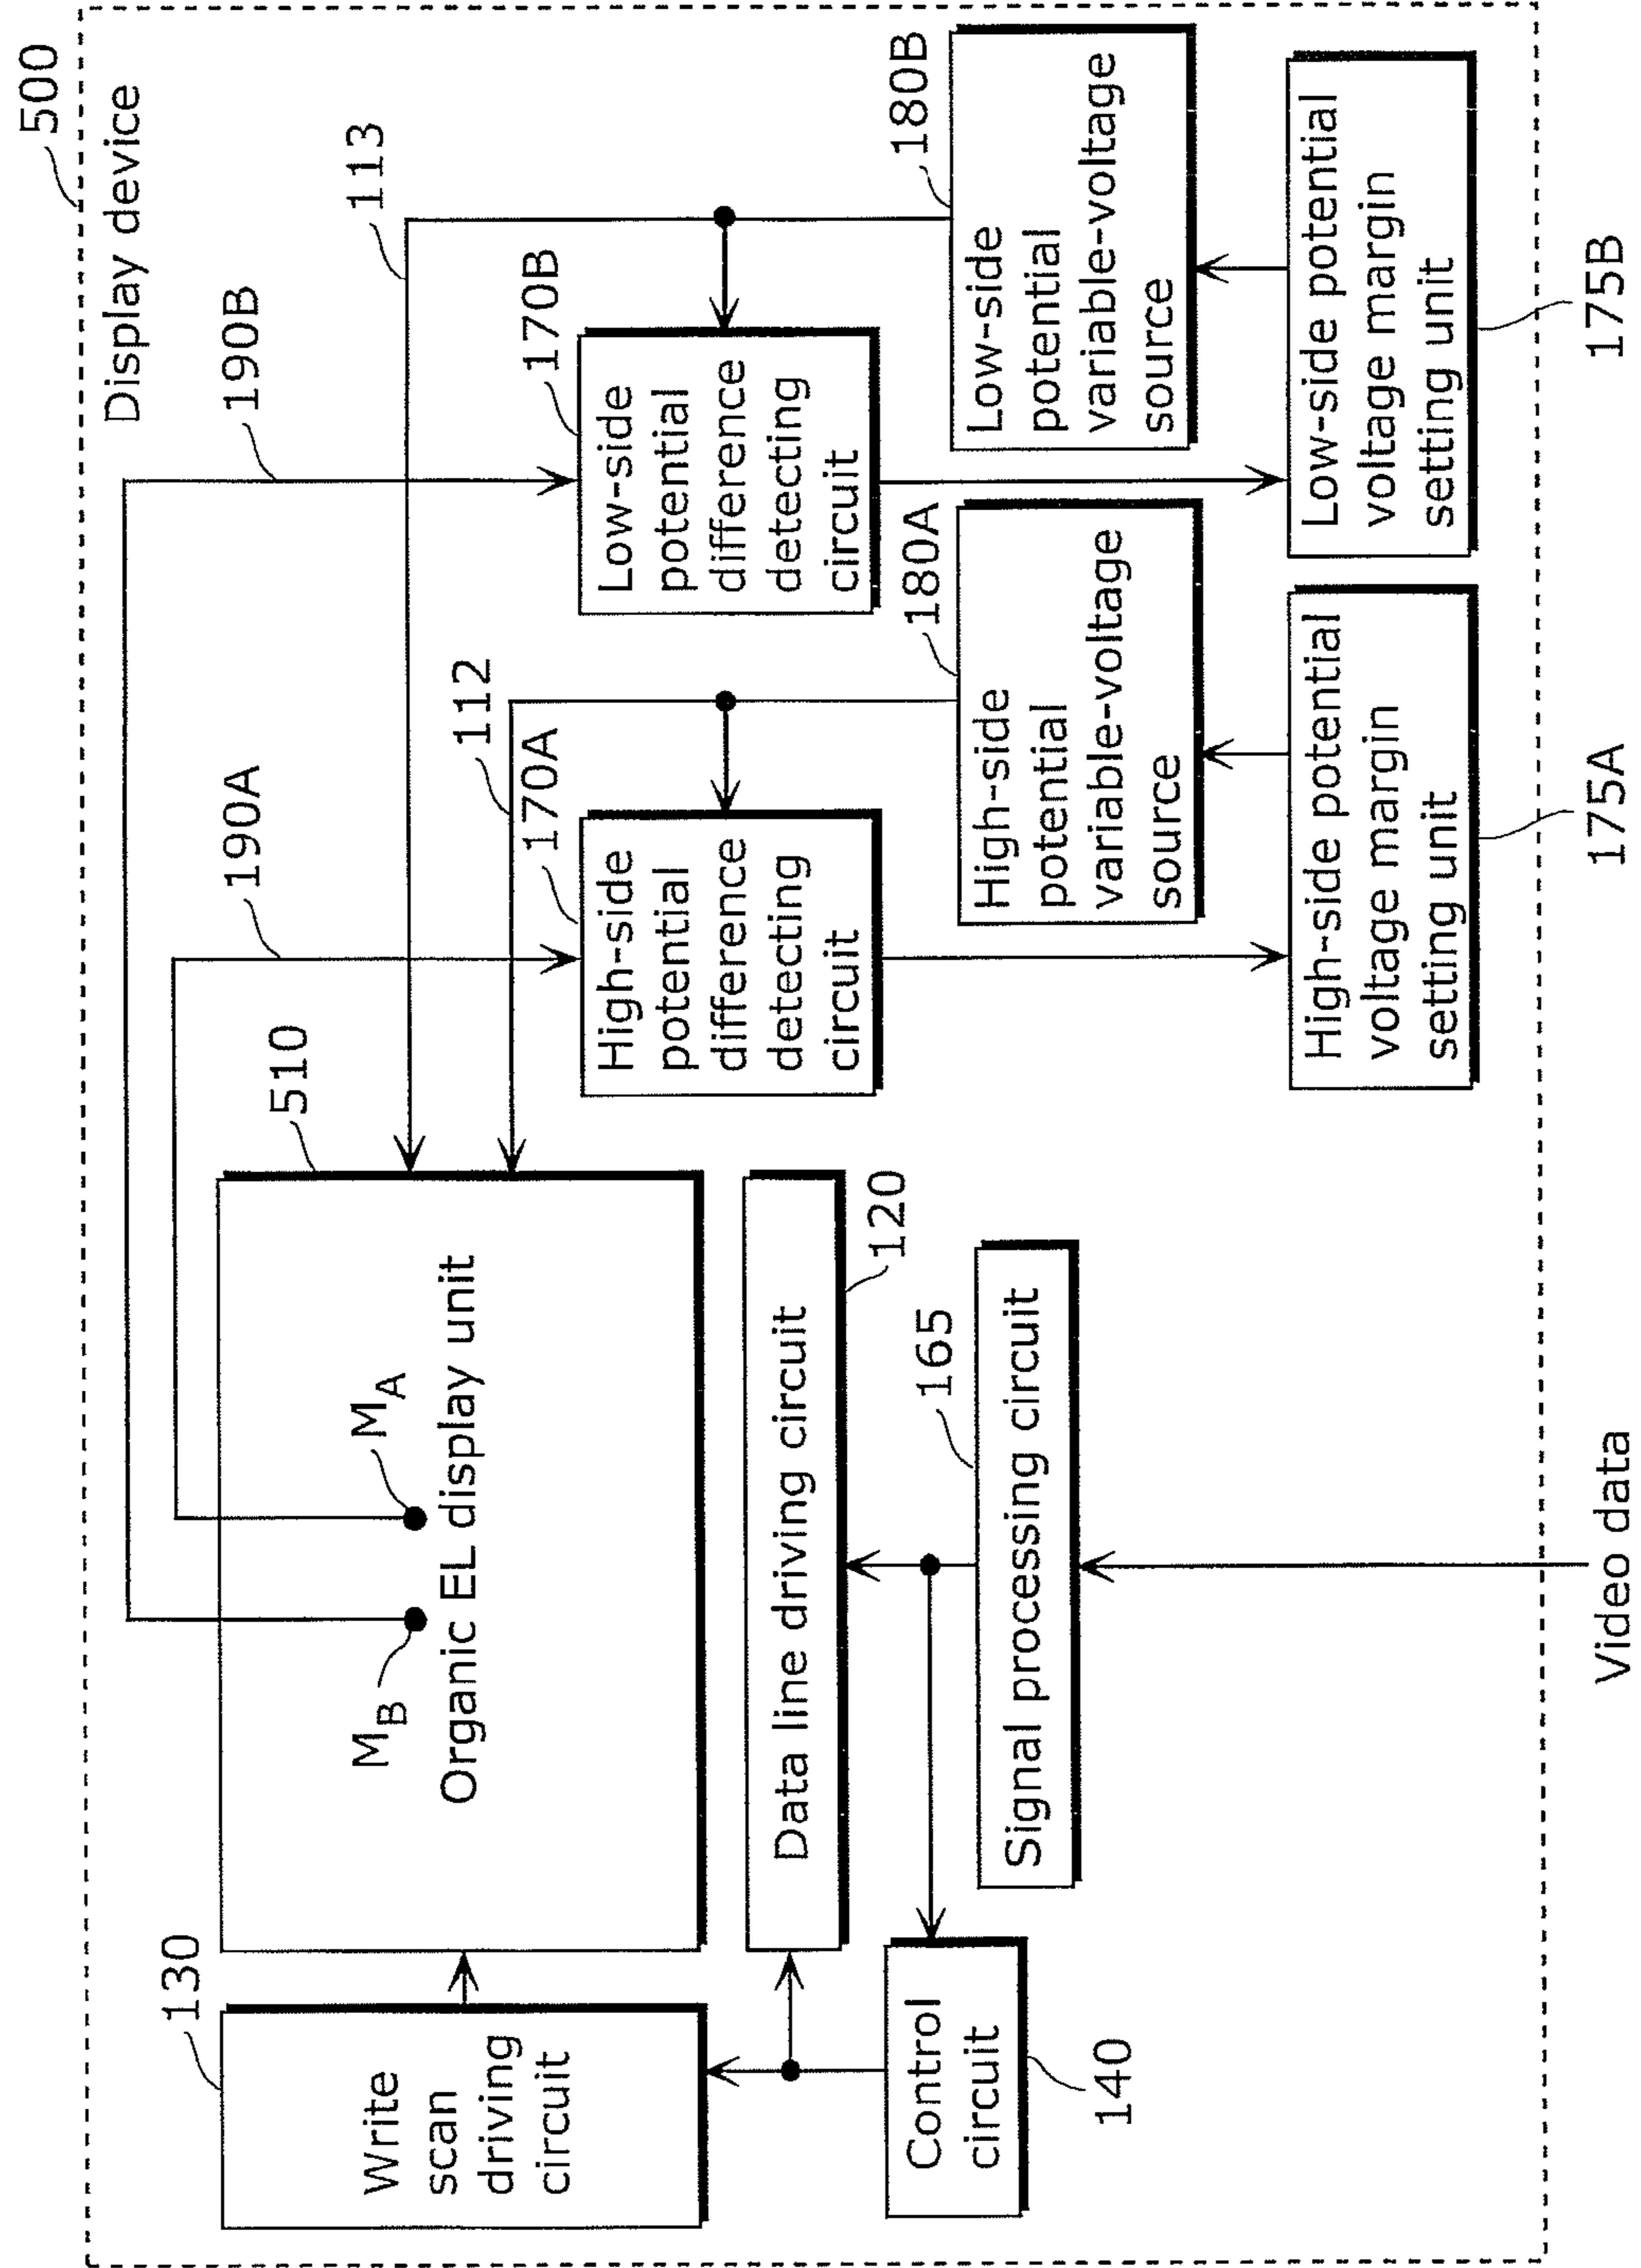 500
Display device
190B
113
190A
112
510
130
M_B
M_A
Organic EL display unit
Write
scan
driving
circuit
170A
High-side
potential
difference
detecting
circuit
170B
Low-side
potential
difference
detecting
circuit
Data line driving circuit
120
165
Signal processing circuit
Control
circuit
140
180A
High-side
potential
variable-voltage
source
180B
Low-side
potential
variable-voltage
source
High-side potential
voltage margin
setting unit
175A
Low-side potential
voltage margin
setting unit
175B
Video data